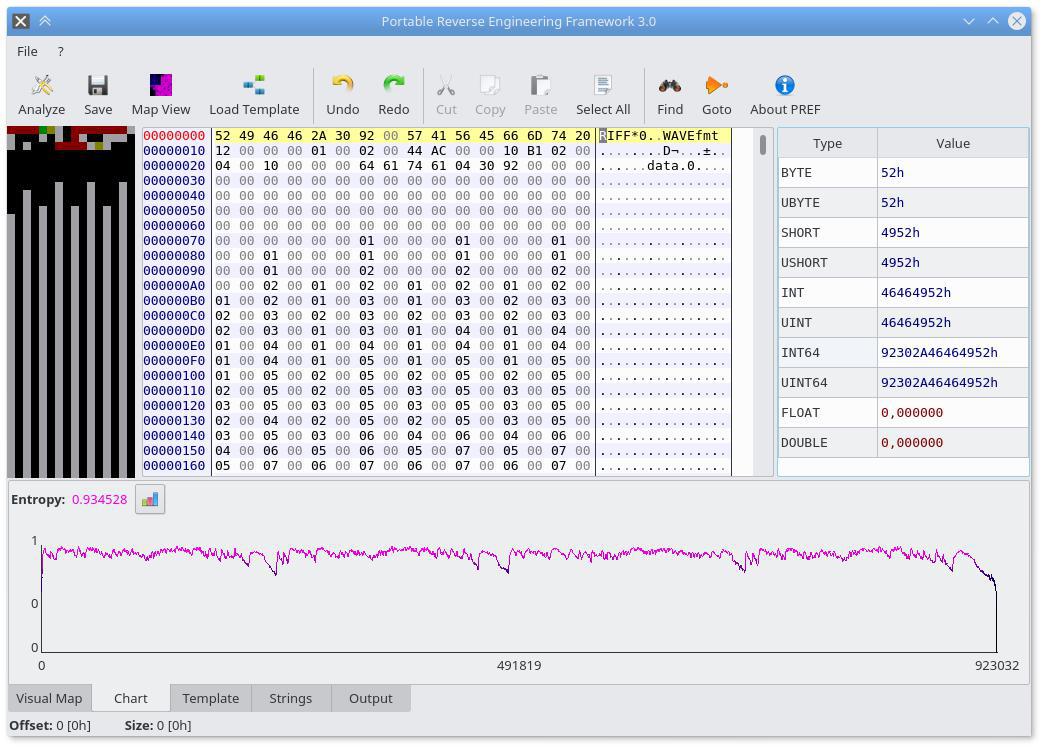 Portable Reverse Engineering Framework 3.0
File ?
Analyze Save Map View Load Template Undo Redo Cut Copy Paste Select All Find Goto About PREF
00000000 52 49 46 46 2A 30 92 00 57 41 56 45 66 6D 74 20 RIFF*0..WAVEfmt
00000010 12 00 00 00 01 00 02 00 44 AC 00 00 10 B1 02 00 ........D¬...±..
00000020 04 00 10 00 00 00 64 61 74 61 04 30 92 00 00 00 ......data.0....
00000030 00 00 00 00 00 00 00 00 00 00 00 00 00 00 00 00 ................
00000040 00 00 00 00 00 00 00 00 00 00 00 00 00 00 00 00 ................
00000050 00 00 00 00 00 00 00 00 00 00 00 00 00 00 00 00 ................
00000060 00 00 00 00 00 00 00 00 00 00 00 00 00 00 00 00 ................
00000070 00 00 00 00 00 00 01 00 00 00 01 00 00 00 01 00 ................
00000080 00 00 01 00 00 00 01 00 00 00 01 00 00 00 01 00 ................
00000090 00 00 01 00 00 00 02 00 00 00 02 00 00 00 02 00 ................
000000A0 00 00 02 00 01 00 02 00 01 00 02 00 01 00 02 00 ................
000000B0 01 00 02 00 01 00 03 00 01 00 03 00 02 00 03 00 ................
000000C0 02 00 03 00 02 00 03 00 02 00 03 00 02 00 03 00 ................
000000D0 02 00 03 00 01 00 03 00 01 00 04 00 01 00 04 00 ................
000000E0 01 00 04 00 01 00 04 00 01 00 04 00 01 00 04 00 ................
000000F0 01 00 04 00 01 00 05 00 01 00 05 00 01 00 05 00 ................
00000100 01 00 05 00 02 00 05 00 02 00 05 00 02 00 05 00 ................
00000110 02 00 05 00 02 00 05 00 03 00 05 00 03 00 05 00 ................
00000120 03 00 05 00 03 00 05 00 03 00 05 00 03 00 05 00 ................
00000130 02 00 04 00 02 00 05 00 02 00 05 00 03 00 05 00 ................
00000140 03 00 05 00 03 00 06 00 04 00 06 00 04 00 06 00 ................
00000150 04 00 06 00 05 00 06 00 05 00 07 00 05 00 07 00 ................
00000160 05 00 07 00 06 00 07 00 06 00 07 00 06 00 07 00 ................
Type Value
BYTE 52h
UBYTE 52h
SHORT 4952h
USHORT 4952h
INT 46464952h
UINT 46464952h
INT64 92302A46464952h
UINT64 92302A46464952h
FLOAT 0,000000
DOUBLE 0,000000
Entropy: 0.934528
1
0
0
0 491819 923032
Visual Map Chart Template Strings Output
Offset: 0 [0h] Size: 0 [0h]